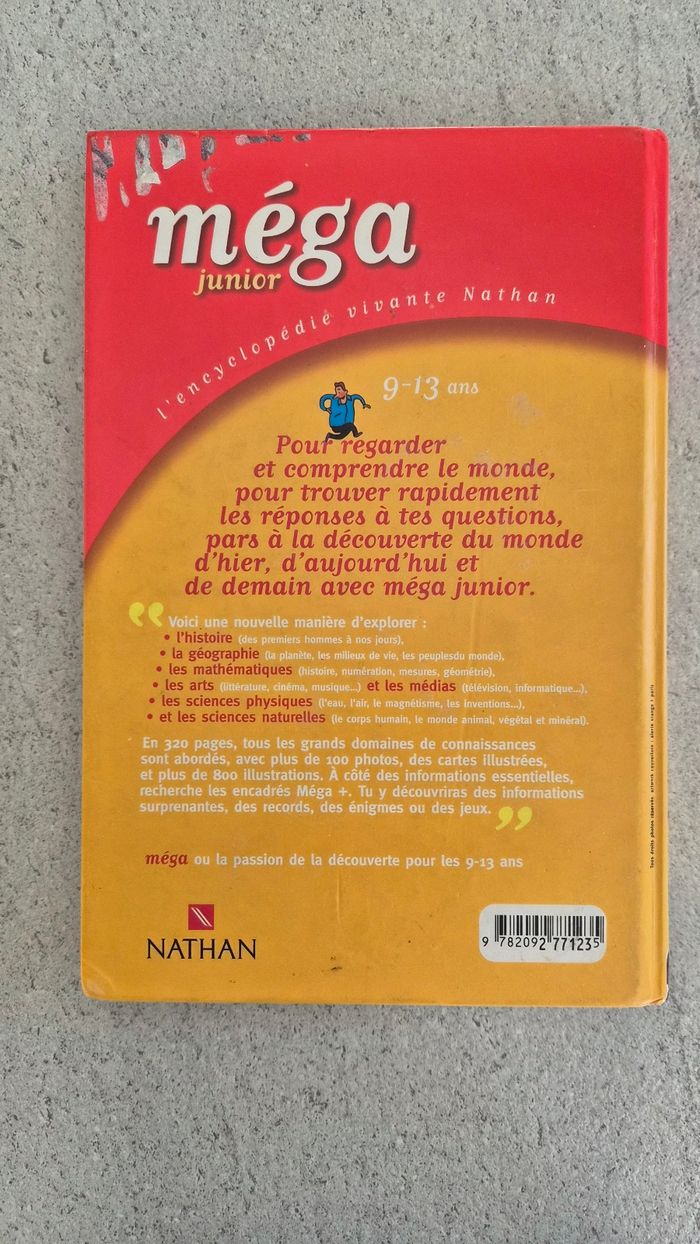 méga
junior
l'encyclopédie vivante Nathan
9-13 ans
Pour regarder
et comprendre le monde,
pour trouver rapidement
les réponses à tes questions,
pars à la découverte du monde
d'hier, d'aujourd'hui et
de demain avec méga junior.
“ Voici une nouvelle manière d'explorer :
• l'histoire (des premiers hommes à nos jours),
• la géographie (la planète, les milieux de vie, les peuplesdu monde),
• les mathématiques (histoire, numération, mesures, géométrie),
• les arts (littérature, cinéma, musique...) et les médias (télévision, informatique...),
• les sciences physiques (l'eau, l'air, le magnétisme, les inventions...),
• et les sciences naturelles (le corps humain, le monde animal, végétal et minéral).
En 320 pages, tous les grands domaines de connaissances
sont abordés, avec plus de 100 photos, des cartes illustrées,
et plus de 800 illustrations. À côté des informations essentielles,
recherche les encadrés Méga +. Tu y découvriras des informations
surprenantes, des records, des énigmes ou des jeux. ”
méga ou la passion de la découverte pour les 9-13 ans
NATHAN
9 782092 771235
Tous droits photos réservés